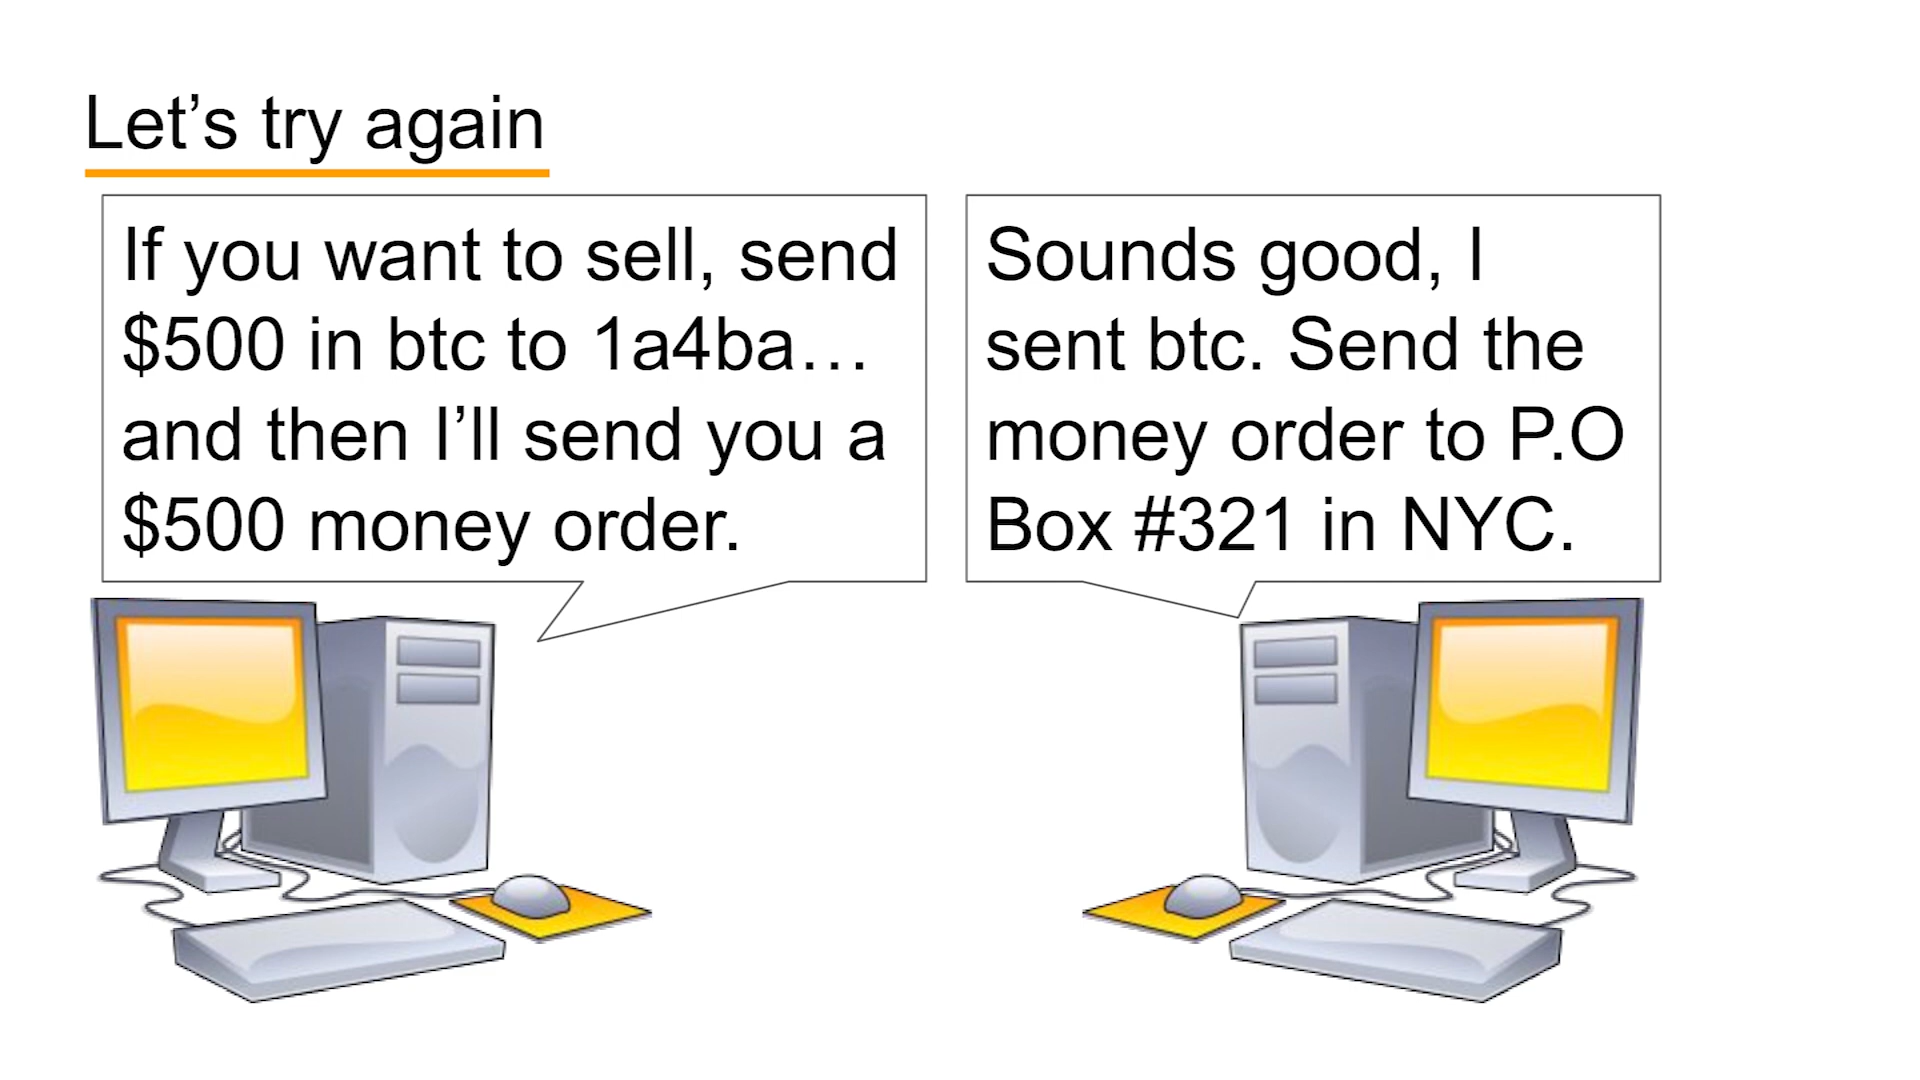 Let’s try again
If you want to sell, send
$500 in btc to 1a4ba…
and then I’ll send you a
$500 money order.
Sounds good, I
sent btc. Send the
money order to P.O
Box #321 in NYC.